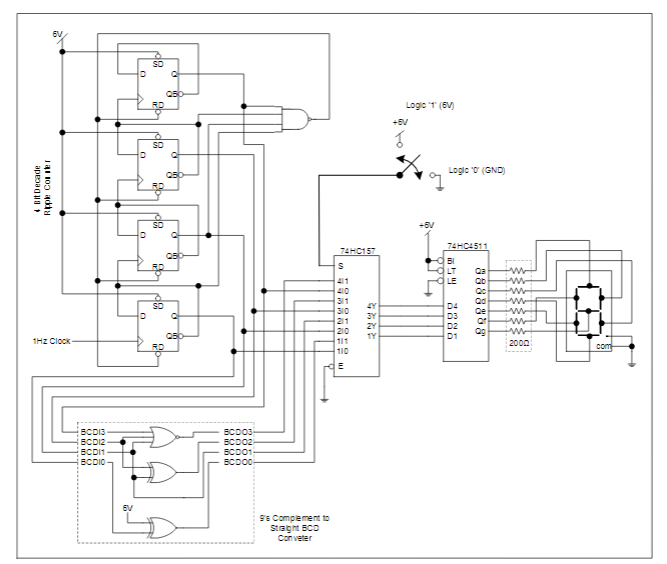 6V
SD
D
Q
QB
RD
SD
D
Q
QB
RD
SD
D
Q
QB
RD
SD
D
Q
QB
RD
4-Bit Decade
Ripple Counter
1Hz Clock
Logic '1' (6V)
+6V
Logic '0' (GND)
74HC157
S
4I1
4I0
3I1
3I0
2I1
2I0
1I1
1I0
E
4Y
3Y
2Y
1Y
+6V
74HC4511
BI
LT
LE
D4
D3
D2
D1
Qa
Qb
Qc
Qd
Qe
Qf
Qg
200Ω
com
BCDI3
BCDI2
BCDI1
BCDI0
BCDO3
BCDO2
BCDO1
BCDO0
6V
9's Complement to
Straight BCD
Conveter